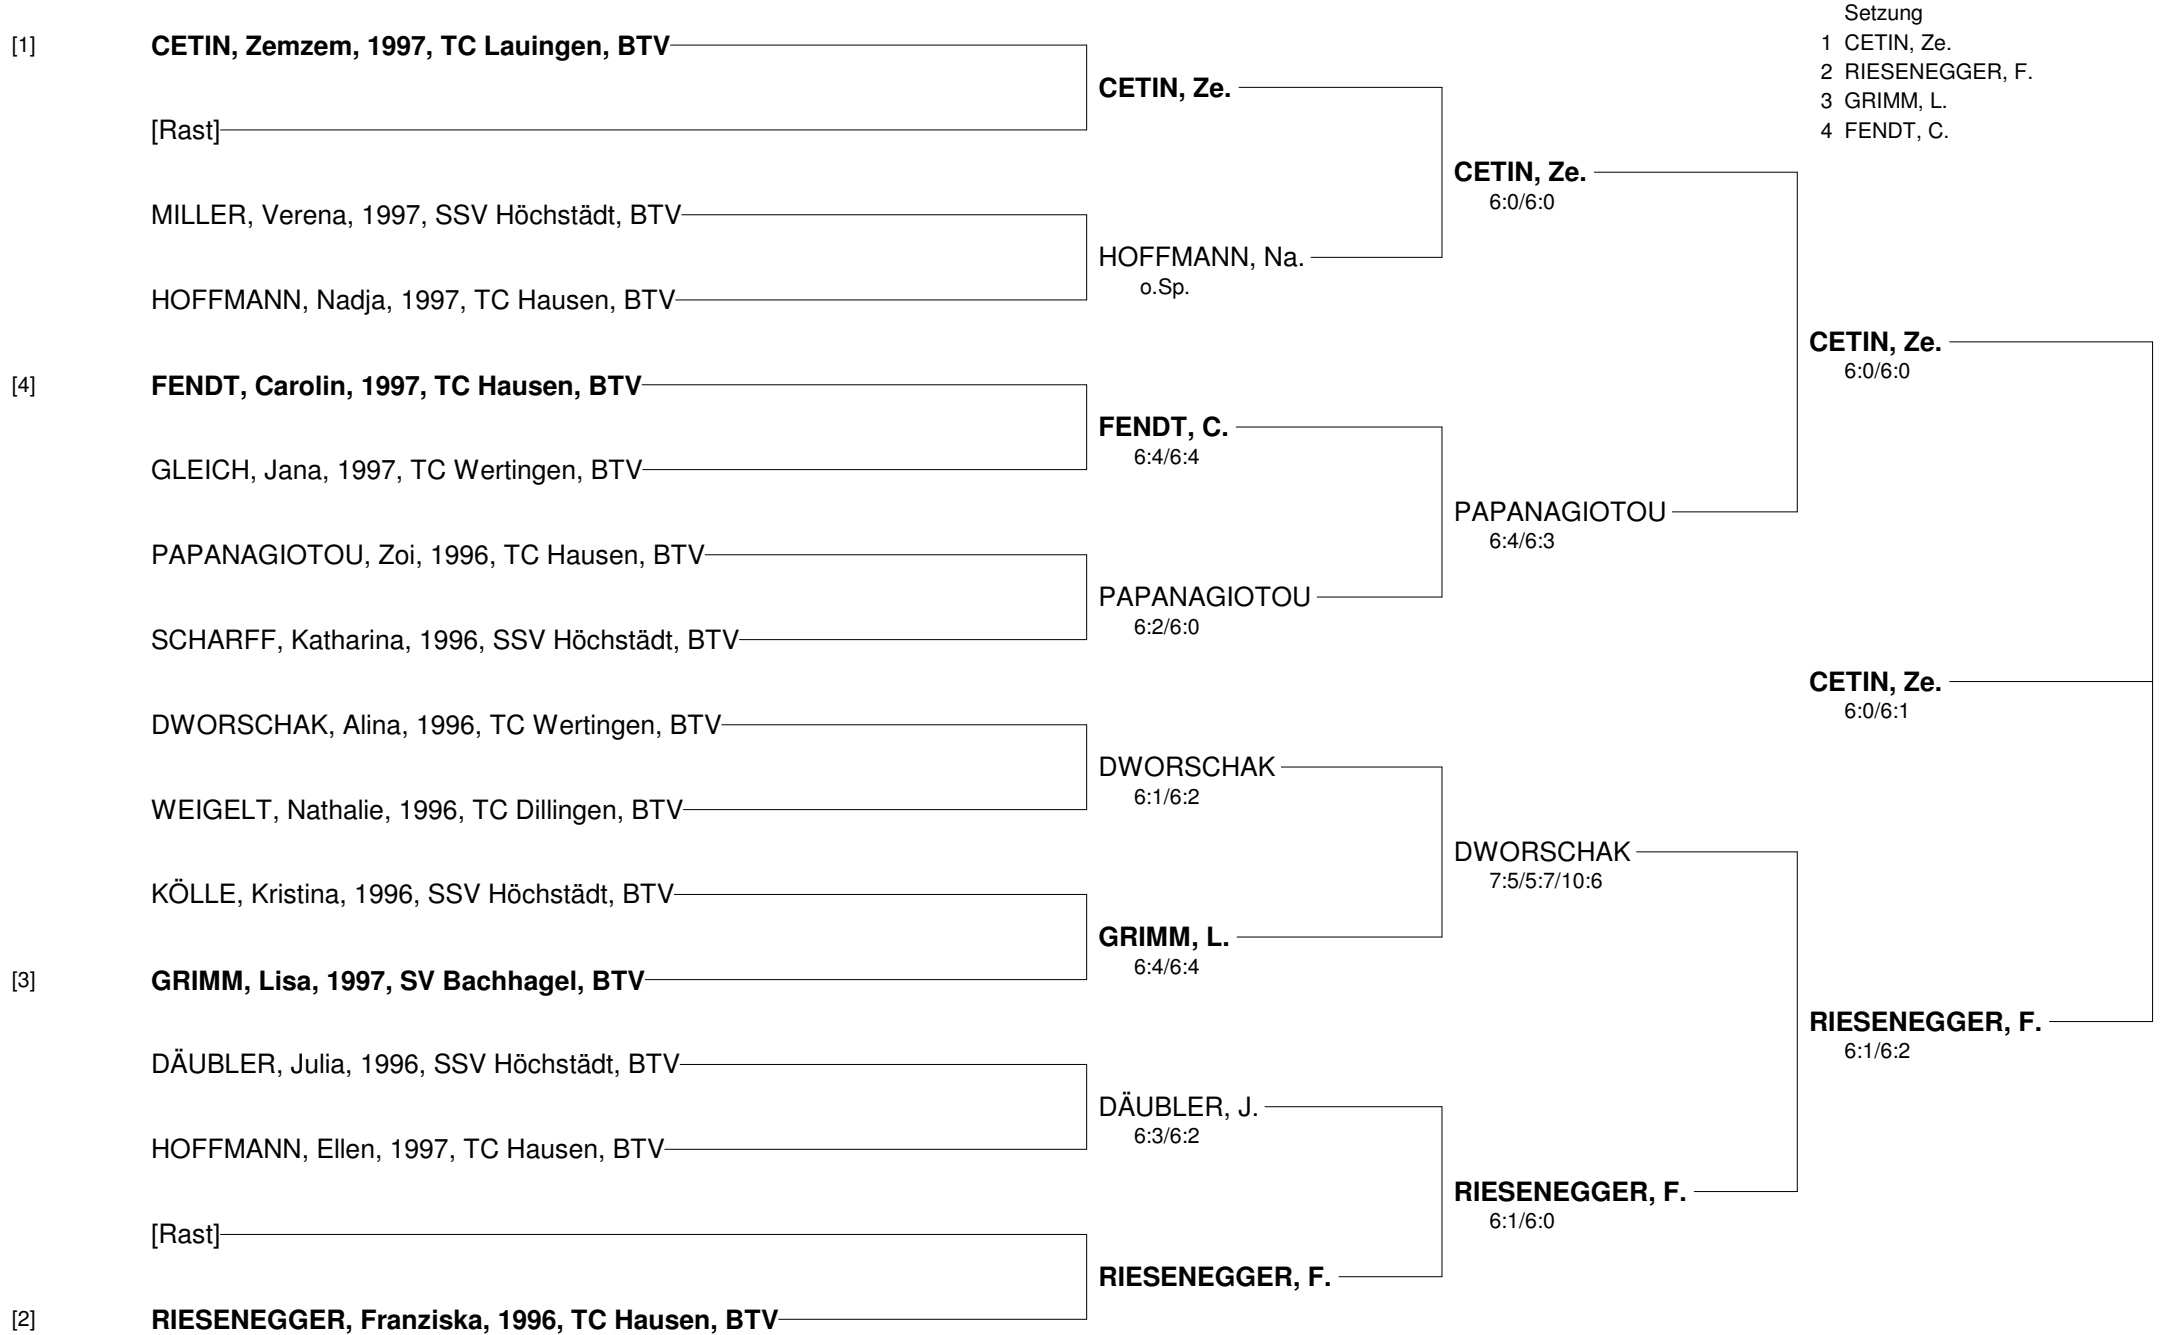 Setzung
[1] CETIN, Zemzem, 1997, TC Lauingen, BTV
1 CETIN, Ze.
2 RIESENEGGER, F.
CETIN, Ze.
3 GRIMM, L.
[Rast]
4 FENDT, C.
CETIN, Ze.
6:0/6:0
MILLER, Verena, 1997, SSV Höchstädt, BTV
HOFFMANN, Na.
o.Sp.
HOFFMANN, Nadja, 1997, TC Hausen, BTV
CETIN, Ze.
6:0/6:0
[4] FENDT, Carolin, 1997, TC Hausen, BTV
FENDT, C.
6:4/6:4
GLEICH, Jana, 1997, TC Wertingen, BTV
PAPANAGIOTOU
6:4/6:3
PAPANAGIOTOU, Zoi, 1996, TC Hausen, BTV
PAPANAGIOTOU
6:2/6:0
SCHARFF, Katharina, 1996, SSV Höchstädt, BTV
CETIN, Ze.
6:0/6:1
DWORSCHAK, Alina, 1996, TC Wertingen, BTV
DWORSCHAK
6:1/6:2
WEIGELT, Nathalie, 1996, TC Dillingen, BTV
DWORSCHAK
7:5/5:7/10:6
KÖLLE, Kristina, 1996, SSV Höchstädt, BTV
GRIMM, L.
6:4/6:4
[3] GRIMM, Lisa, 1997, SV Bachhagel, BTV
RIESENEGGER, F.
6:1/6:2
DÄUBLER, Julia, 1996, SSV Höchstädt, BTV
DÄUBLER, J.
6:3/6:2
HOFFMANN, Ellen, 1997, TC Hausen, BTV
RIESENEGGER, F.
6:1/6:0
[Rast]
RIESENEGGER, F.
[2] RIESENEGGER, Franziska, 1996, TC Hausen, BTV